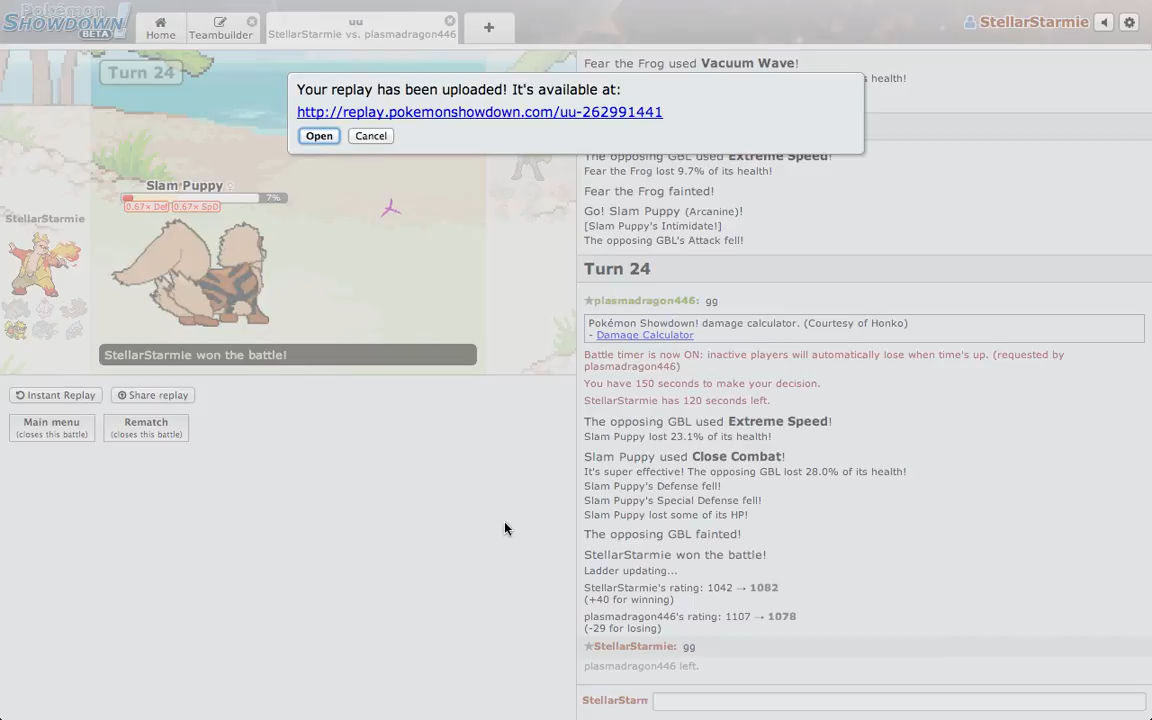 Pokémon
SHOWDOWN!
BETA
Home
Teambuilder
uu
StellarStarmie vs. plasmadragon446
StellarStarmie
Turn 24
Your replay has been uploaded! It's available at:
http://replay.pokemonshowdown.com/uu-262991441
Open
Cancel
Slam Puppy
7%
0.67× Def 0.67× SpD
StellarStarmie
StellarStarmie won the battle!
Instant Replay
Share replay
Main menu
(closes this battle)
Rematch
(closes this battle)
Fear the Frog used Vacuum Wave!
s health!
The opposing GBL used Extreme Speed!
Fear the Frog lost 9.7% of its health!
Fear the Frog fainted!
Go! Slam Puppy (Arcanine)!
[Slam Puppy's Intimidate!]
The opposing GBL's Attack fell!
Turn 24
★plasmadragon446: gg
Pokémon Showdown! damage calculator. (Courtesy of Honko)
- Damage Calculator
Battle timer is now ON: inactive players will automatically lose when time's up. (requested by
plasmadragon446)
You have 150 seconds to make your decision.
StellarStarmie has 120 seconds left.
The opposing GBL used Extreme Speed!
Slam Puppy lost 23.1% of its health!
Slam Puppy used Close Combat!
It's super effective! The opposing GBL lost 28.0% of its health!
Slam Puppy's Defense fell!
Slam Puppy's Special Defense fell!
Slam Puppy lost some of its HP!
The opposing GBL fainted!
StellarStarmie won the battle!
Ladder updating...
StellarStarmie's rating: 1042 → 1082
(+40 for winning)
plasmadragon446's rating: 1107 → 1078
(-29 for losing)
★StellarStarmie: gg
plasmadragon446 left.
StellarStarm